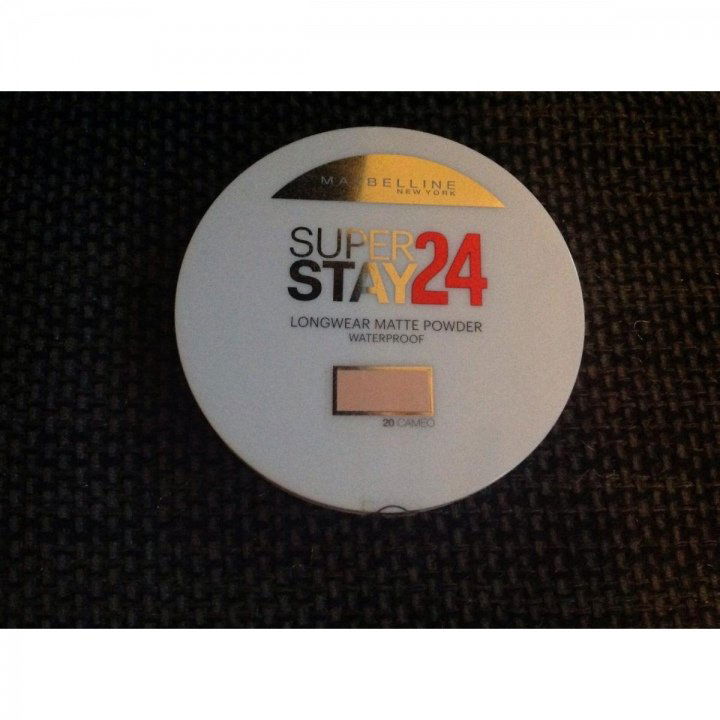 MAYBELLINE
NEW YORK
SUPER
STAY24
LONGWEAR MATTE POWDER
WATERPROOF
20 CAMEO